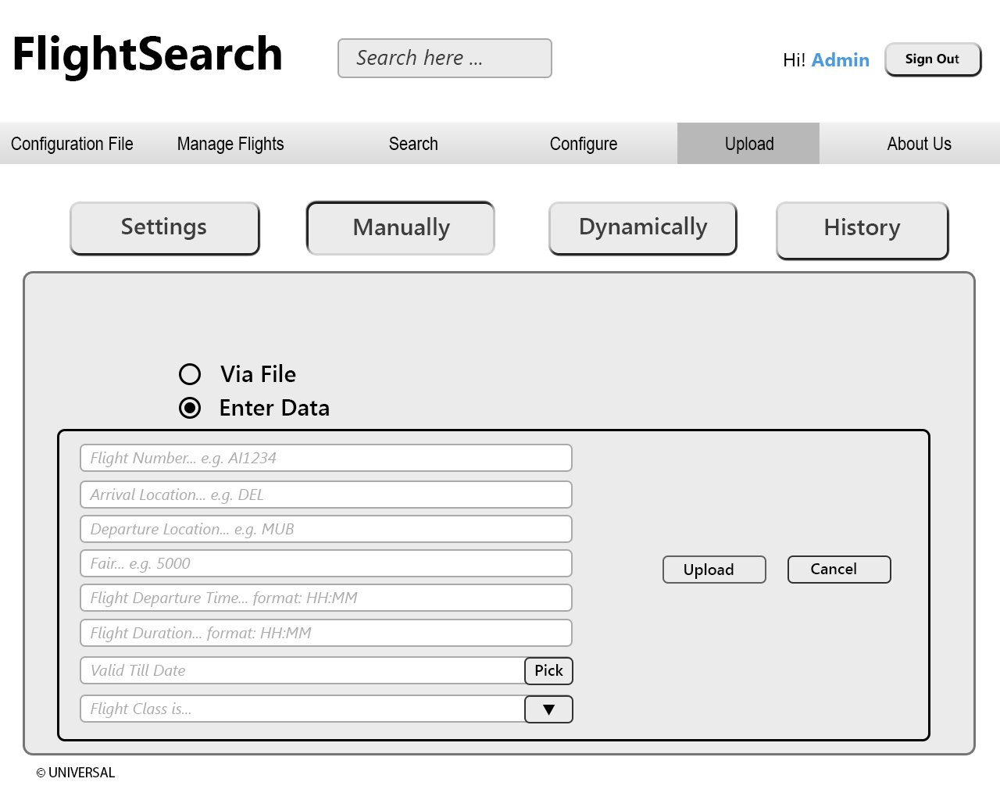 FlightSearch
Search here ...
Hi! Admin
Sign Out
Configuration File
Manage Flights
Search
Configure
Upload
About Us
Settings
Manually
Dynamically
History
Via File
Enter Data
Flight Number... e.g. AI1234
Arrival Location... e.g. DEL
Departure Location... e.g. MUB
Fair... e.g. 5000
Upload
Cancel
Flight Departure Time... format: HH:MM
Flight Duration... format: HH:MM
Valid Till Date
Pick
Flight Class is...
© UNIVERSAL